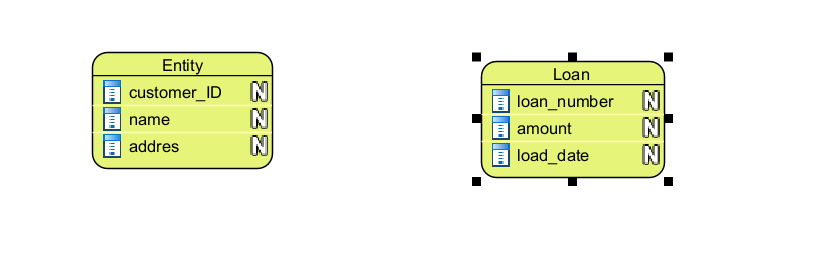 Entity
customer_ID N
name N
addres N
Loan
loan_number N
amount N
load_date N